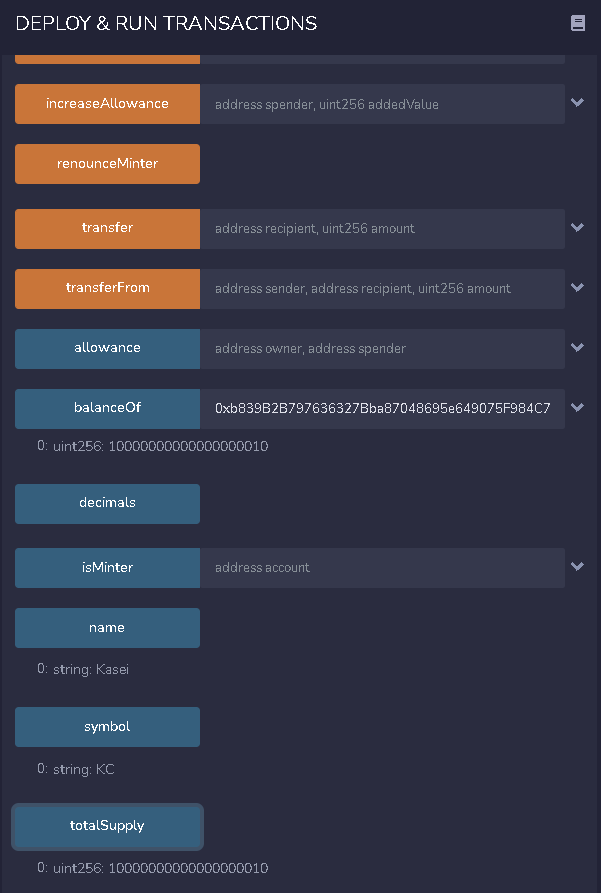 DEPLOY & RUN TRANSACTIONS
increaseAllowance address spender, uint256 addedValue
renounceMinter
transfer address recipient, uint256 amount
transferFrom address sender, address recipient, uint256 amount
allowance address owner, address spender
balanceOf 0xb839B2B797636327Bba87048695e649075F984C7
0: uint256: 10000000000000000010
decimals
isMinter address account
name
0: string: Kasei
symbol
0: string: KC
totalSupply
0: uint256: 10000000000000000010